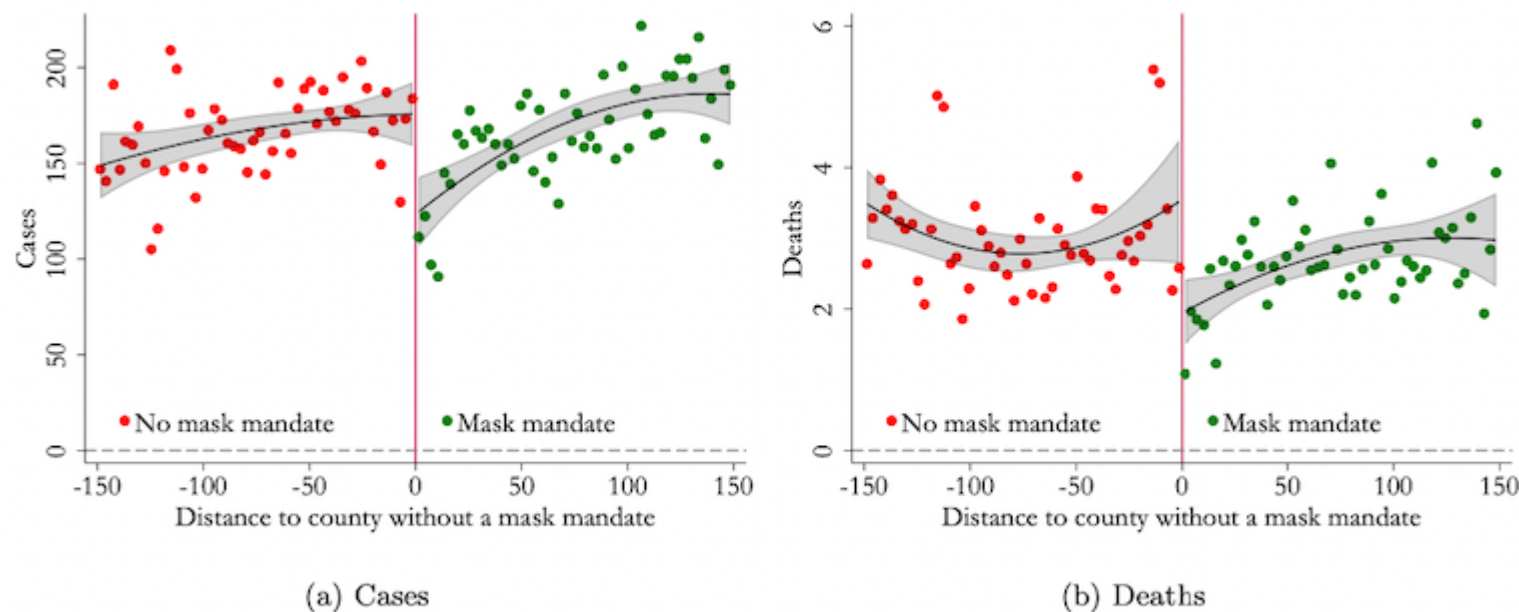 Cases
200
150
100
50
0
No mask mandate
Mask mandate
-150 -100 -50 0 50 100 150
Distance to county without a mask mandate
(a) Cases
Deaths
6
4
2
0
No mask mandate
Mask mandate
-150 -100 -50 0 50 100 150
Distance to county without a mask mandate
(b) Deaths